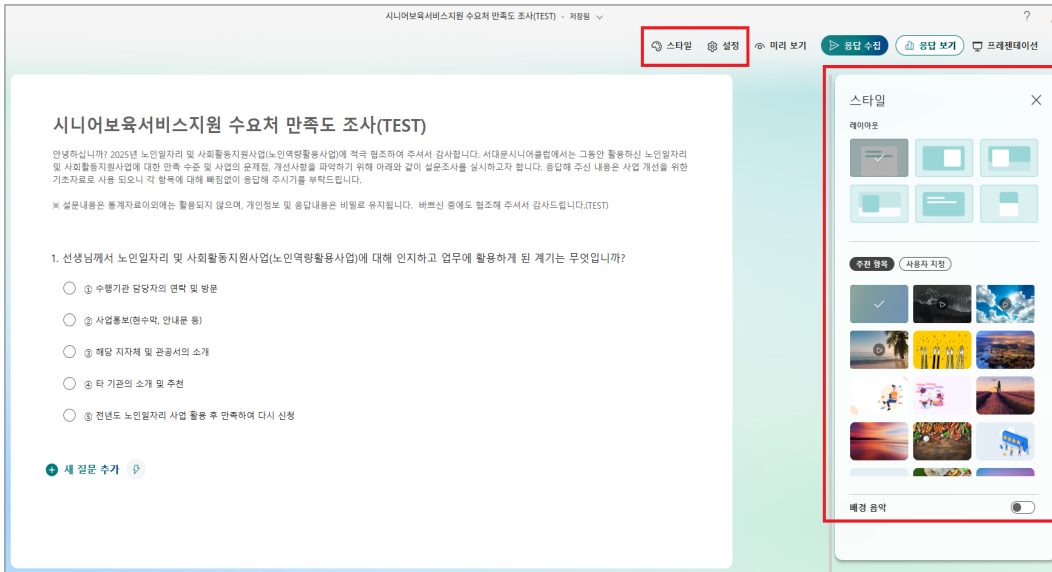 시니어보육서비스지원 수요처 만족도 조사(TEST) - 저장됨
?
스타일 설정 미리 보기 응답 수집 응답 보기 프레젠테이션
시니어보육서비스지원 수요처 만족도 조사(TEST)
안녕하십니까? 2025년 노인일자리 및 사회활동지원사업(노인역량활용사업)에 적극 협조하여 주셔서 감사합니다. 서대문시니어클럽에서는 그동안 활용하신 노인일자리
및 사회활동지원사업에 대한 만족 수준 및 사업의 문제점, 개선사항을 파악하기 위해 아래와 같이 설문조사를 실시하고자 합니다. 응답해 주신 내용은 사업 개선을 위한
기초자료로 사용 되오니 각 항목에 대해 빠짐없이 응답해 주시기를 부탁드립니다.
※ 설문내용은 통계자료이외에는 활용되지 않으며, 개인정보 및 응답내용은 비밀로 유지됩니다. 바쁘신 중에도 협조해 주셔서 감사드립니다.(TEST)
1. 선생님께서 노인일자리 및 사회활동지원사업(노인역량활용사업)에 대해 인지하고 업무에 활용하게 된 계기는 무엇입니까?
① 수행기관 담당자의 연락 및 방문
② 사업홍보(현수막, 안내문 등)
③ 해당 지자체 및 관공서의 소개
④ 타 기관의 소개 및 추천
⑤ 전년도 노인일자리 사업 활용 후 만족하여 다시 신청
새 질문 추가
스타일
레이아웃
추천 항목 사용자 지정
배경 음악